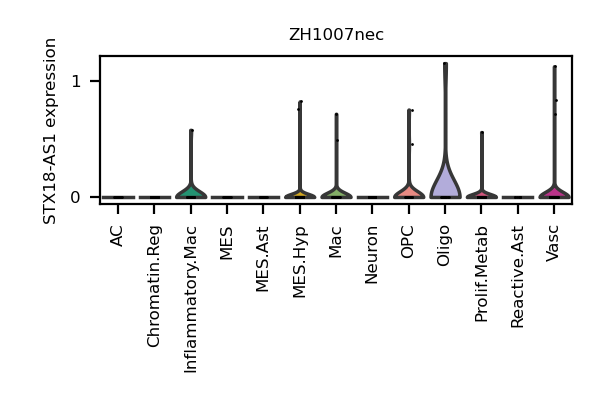 ZH1007nec
STX18-AS1 expression
1
0
AC
Chromatin.Reg
Inflammatory.Mac
MES
MES.Ast
MES.Hyp
Mac
Neuron
OPC
Oligo
Prolif.Metab
Reactive.Ast
Vasc